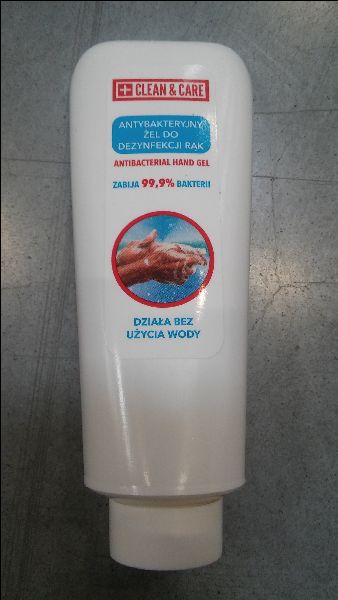 CLEAN & CARE
ANTYBAKTERYJNY
ŻEL DO
DEZYNFEKCJI RĄK
ANTIBACTERIAL HAND GEL
ZABIJA 99,9% BAKTERII
DZIAŁA BEZ
UŻYCIA WODY